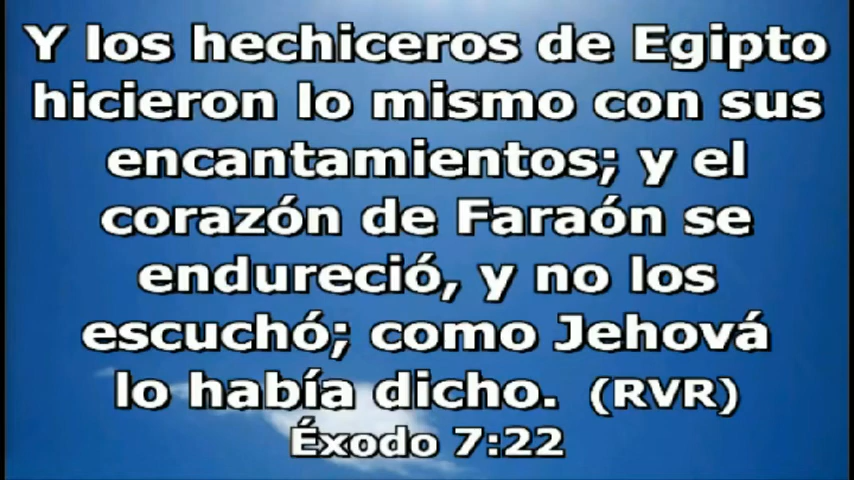 Y los hechiceros de Egipto
hicieron lo mismo con sus
encantamientos; y el
corazón de Faraón se
endureció, y no los
escuchó; como Jehová
lo había dicho. (RVR)
Éxodo 7:22